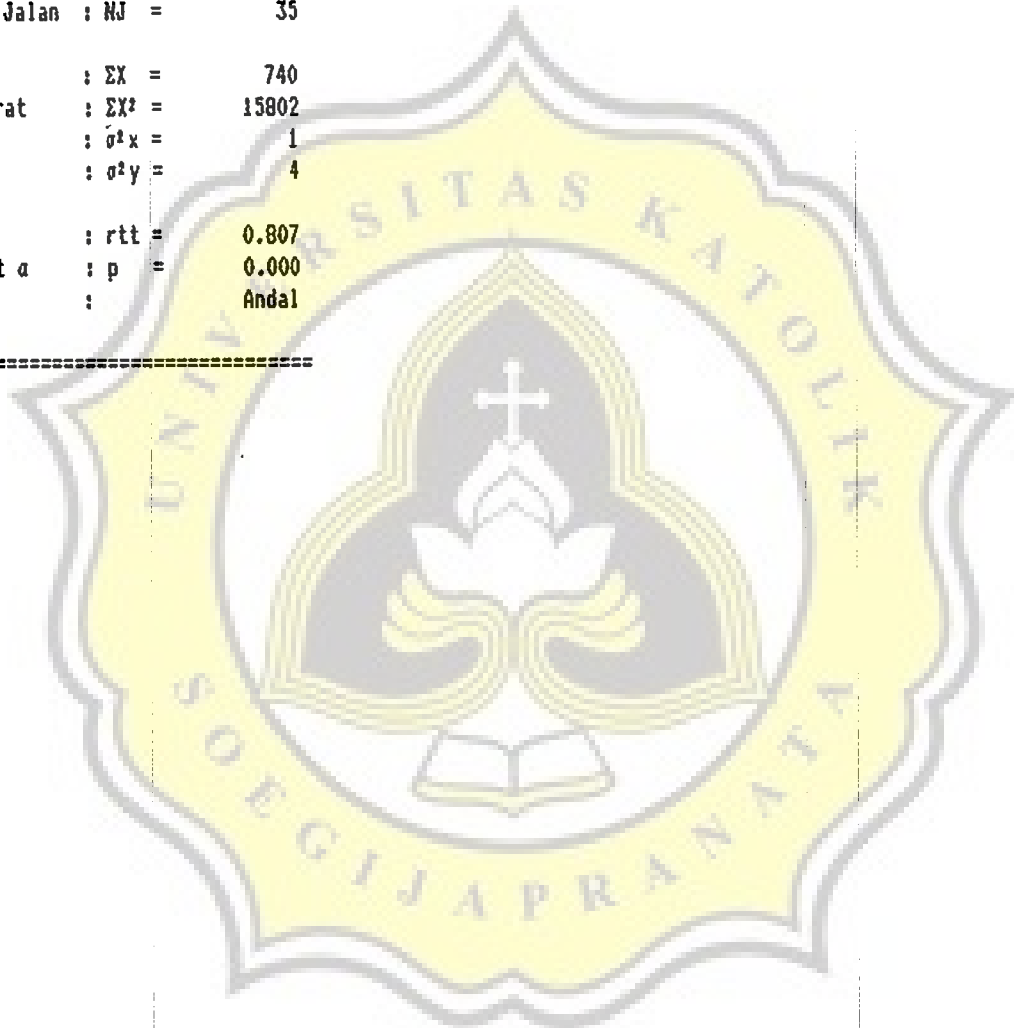 Jalan : NJ = 35
: ΣX = 740
rat : ΣX² = 15802
: σ²x = 1
: σ²y = 4
: rtt = 0.807
t α : p = 0.000
: Andal
================================
UNIVERSITAS KATOLIK
SOEGIJAPRANATA